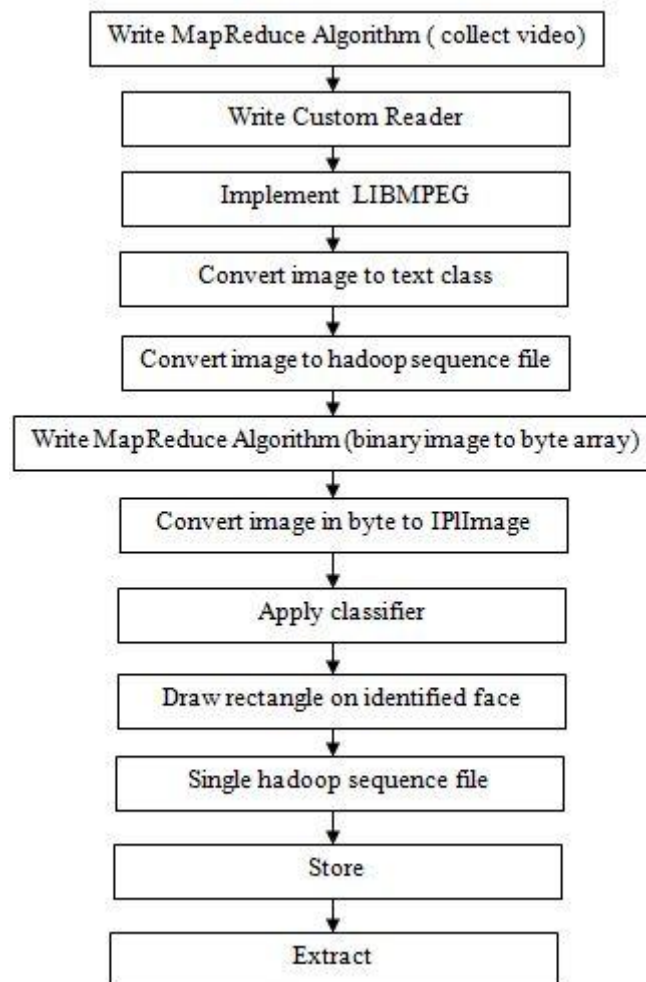 Write MapReduce Algorithm ( collect video)
Write Custom Reader
Implement LIBMPEG
Convert image to text class
Convert image to hadoop sequence file
Write MapReduce Algorithm (binary image to byte array)
Convert image in byte to IPlImage
Apply classifier
Draw rectangle on identified face
Single hadoop sequence file
Store
Extract